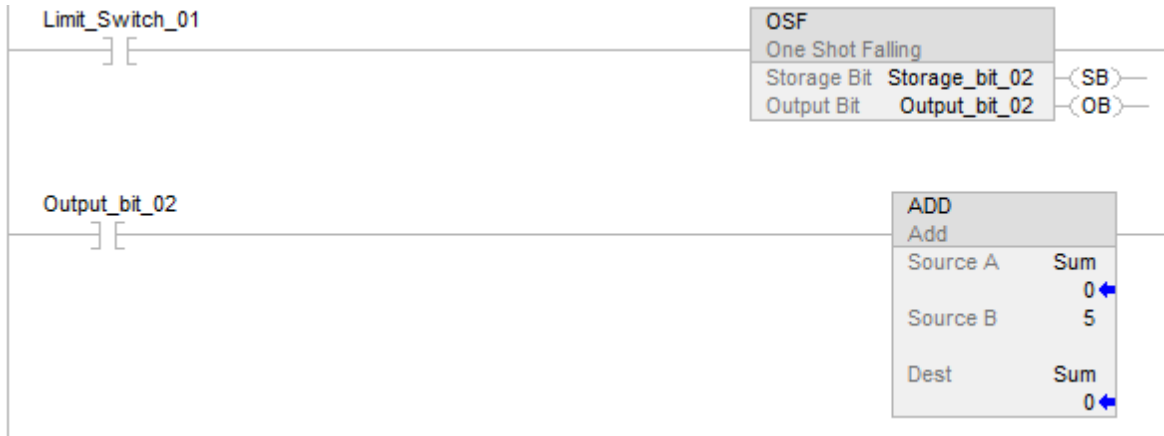 Limit_Switch_01
OSF
One Shot Falling
Storage Bit Storage_bit_02 SB
Output Bit Output_bit_02 OB
Output_bit_02
ADD
Add
Source A Sum
0
Source B 5
Dest Sum
0